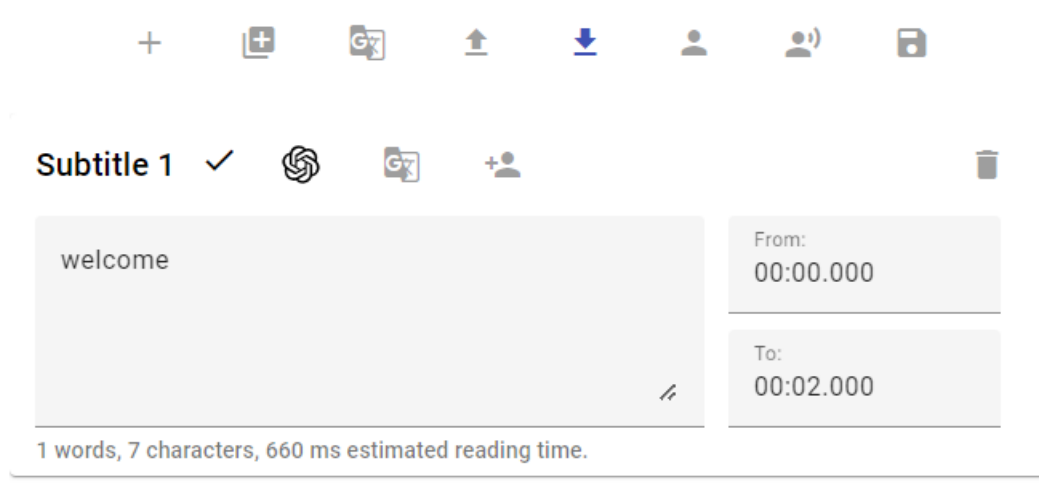 Subtitle 1
welcome
From:
00:00.000
To:
00:02.000
1 words, 7 characters, 660 ms estimated reading time.